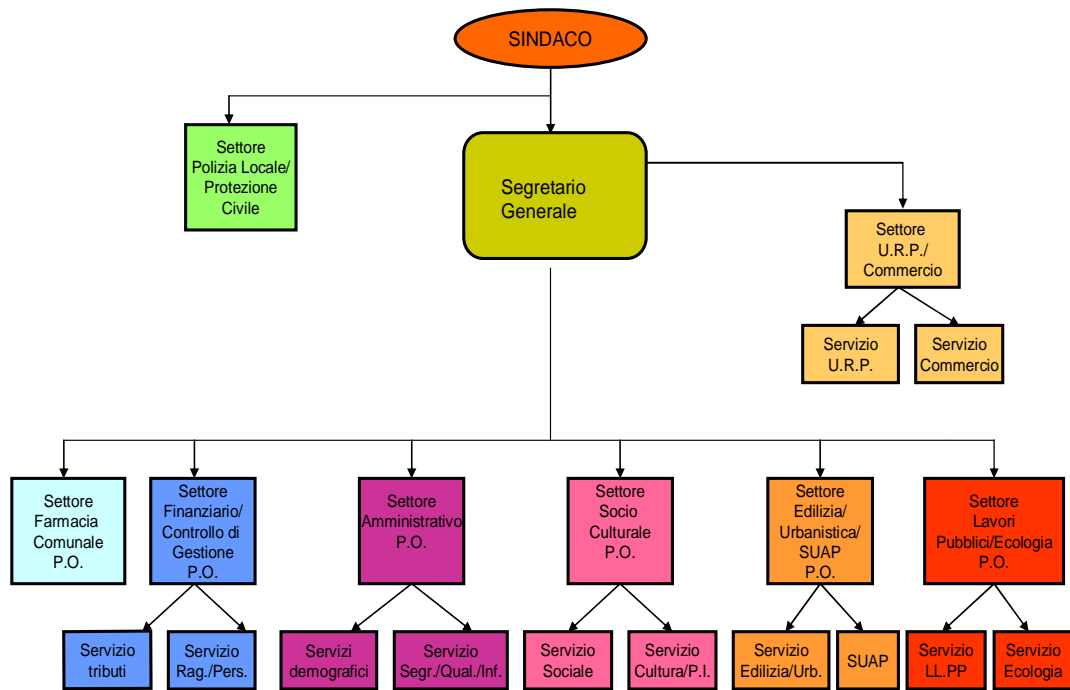 SINDACO
Settore
Polizia Locale/
Protezione
Civile
Segretario
Generale
Settore
U.R.P./
Commercio
Servizio
U.R.P.
Servizio
Commercio
Settore
Farmacia
Comunale
P.O.
Settore
Finanziario/
Controllo di
Gestione
P.O.
Settore
Amministrativo
P.O.
Settore
Socio
Culturale
P.O.
Settore
Edilizia/
Urbanistica/
SUAP
P.O.
Settore
Lavori
Pubblici/Ecologia
P.O.
Servizio
tributi
Servizio
Rag./Pers.
Servizi
demografici
Servizio
Segr./Qual./Inf.
Servizio
Sociale
Servizio
Cultura/P.I.
Servizio
Edilizia/Urb.
SUAP
Servizio
LL.PP
Servizio
Ecologia